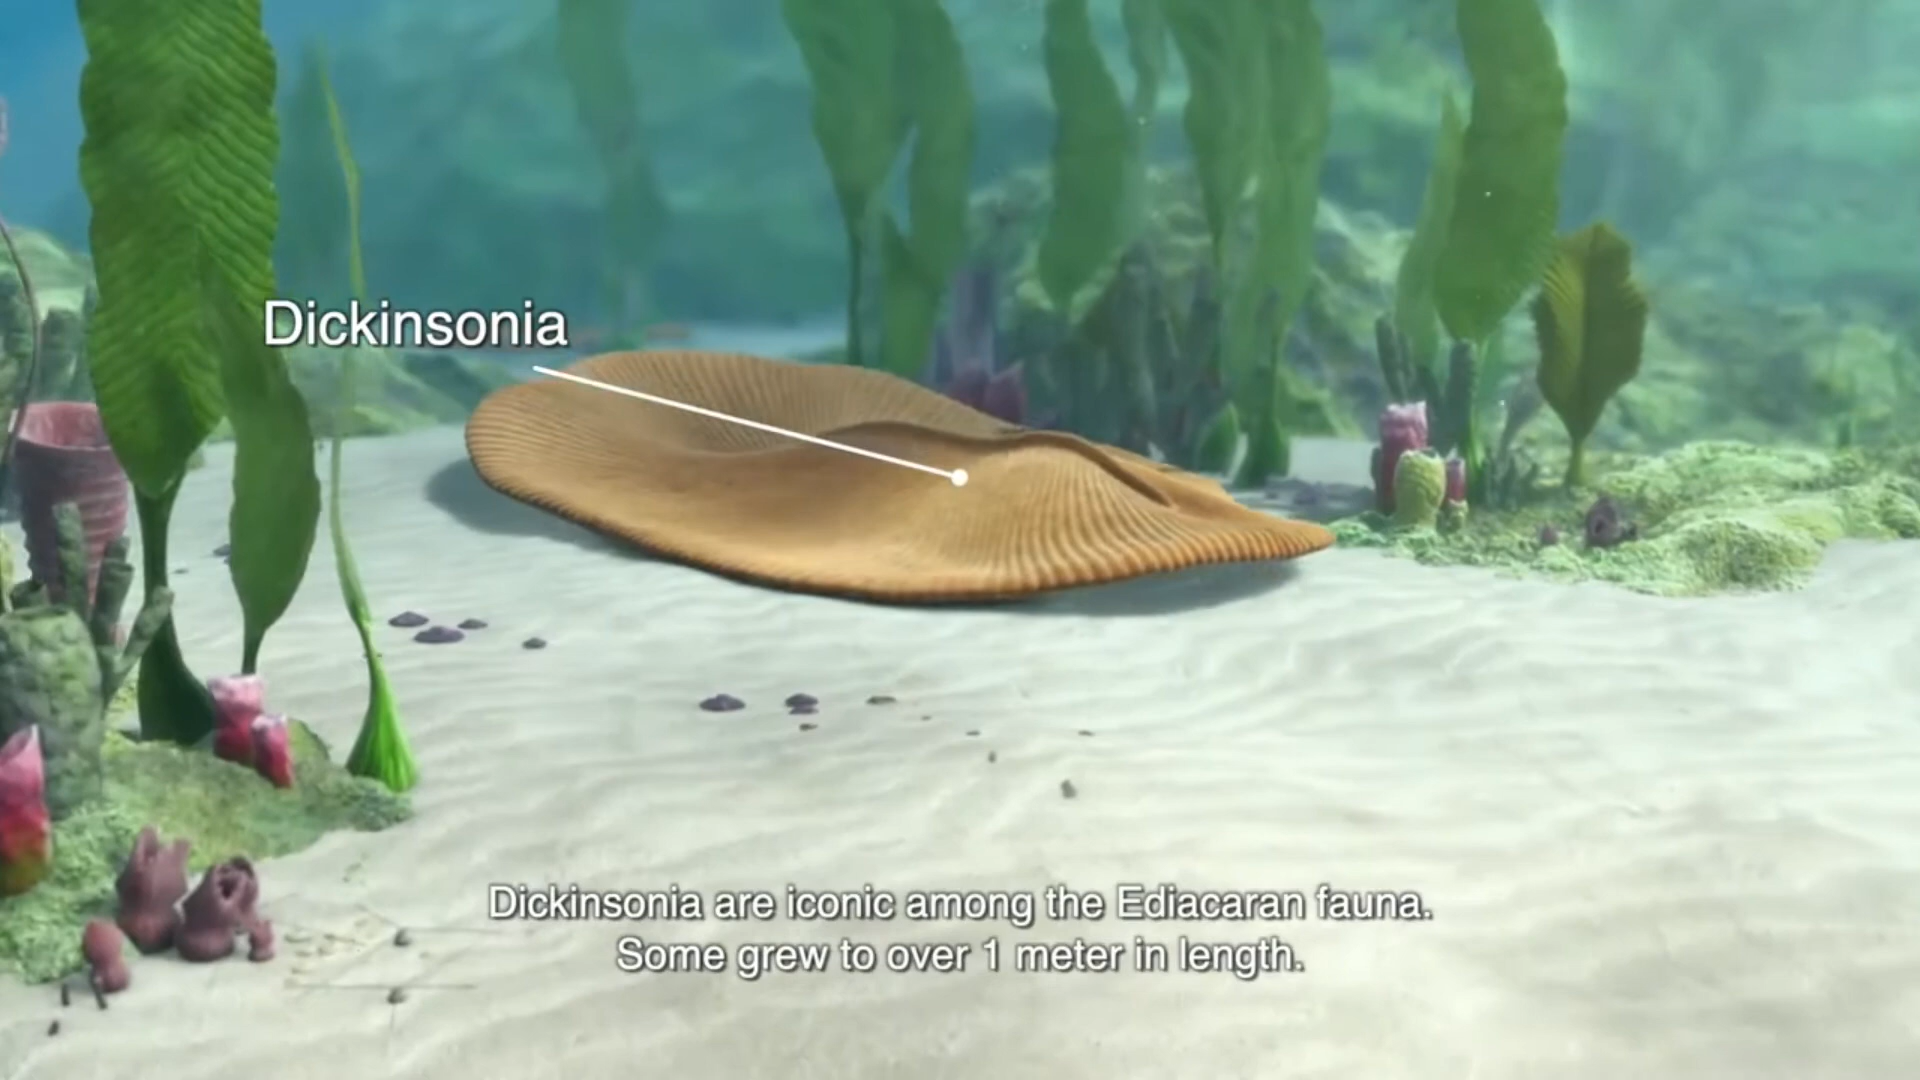 Dickinsonia
Dickinsonia are iconic among the Ediacaran fauna.
Some grew to over 1 meter in length.